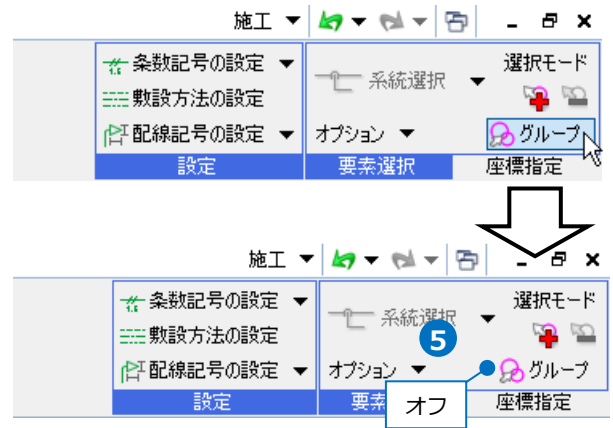 施工
条数記号の設定
系統選択
選択モード
敷設方法の設定
配線記号の設定
オプション
グループ
設定
要素選択
座標指定
施工
条数記号の設定
系統選択
選択モード
敷設方法の設定
5
配線記号の設定
オプション
グループ
設定
要素
オフ
座標指定